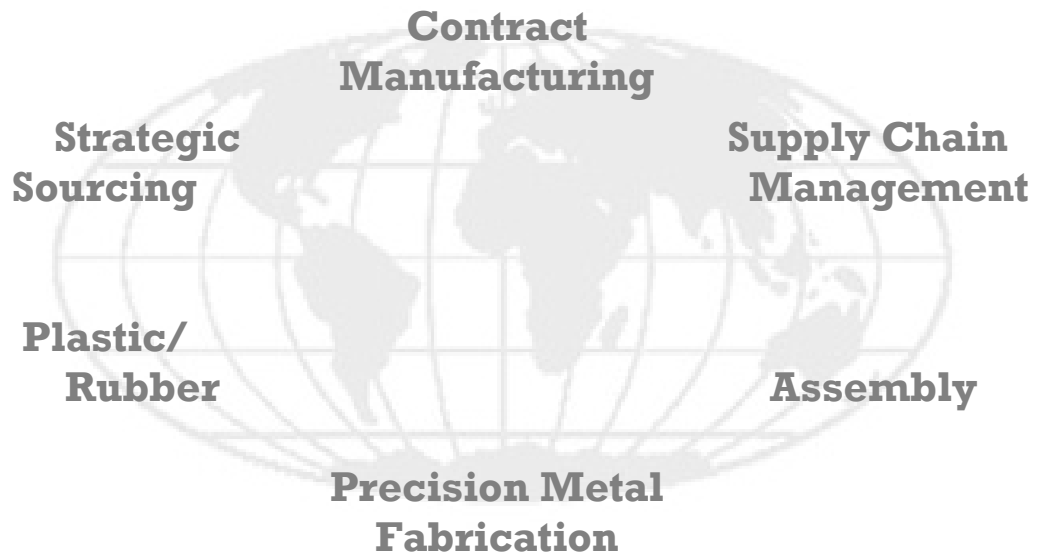 Contract
Manufacturing
Strategic
Sourcing
Supply Chain
Management
Plastic/
Rubber
Assembly
Precision Metal
Fabrication